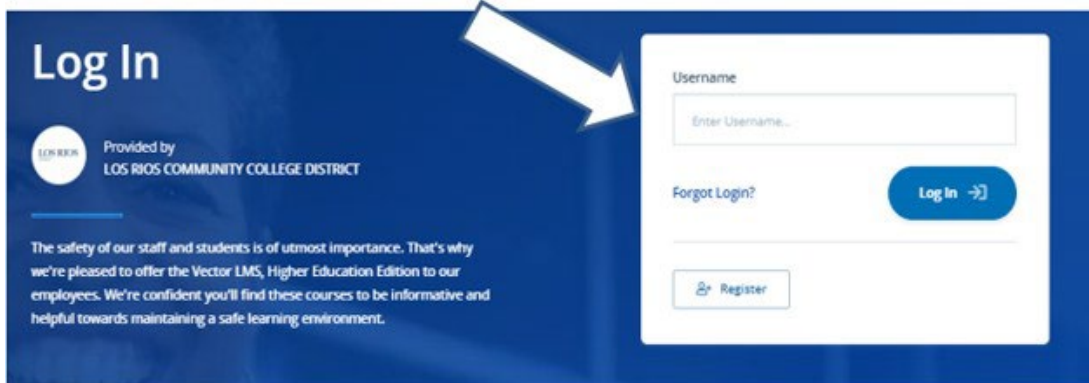 Log In
LOS RIOS
Provided by
LOS RIOS COMMUNITY COLLEGE DISTRICT
The safety of our staff and students is of utmost importance. That's why
we're pleased to offer the Vector LMS, Higher Education Edition to our
employees. We're confident you'll find these courses to be informative and
helpful towards maintaining a safe learning environment.
Username
Enter Username...
Forgot Login?
Log In
Register